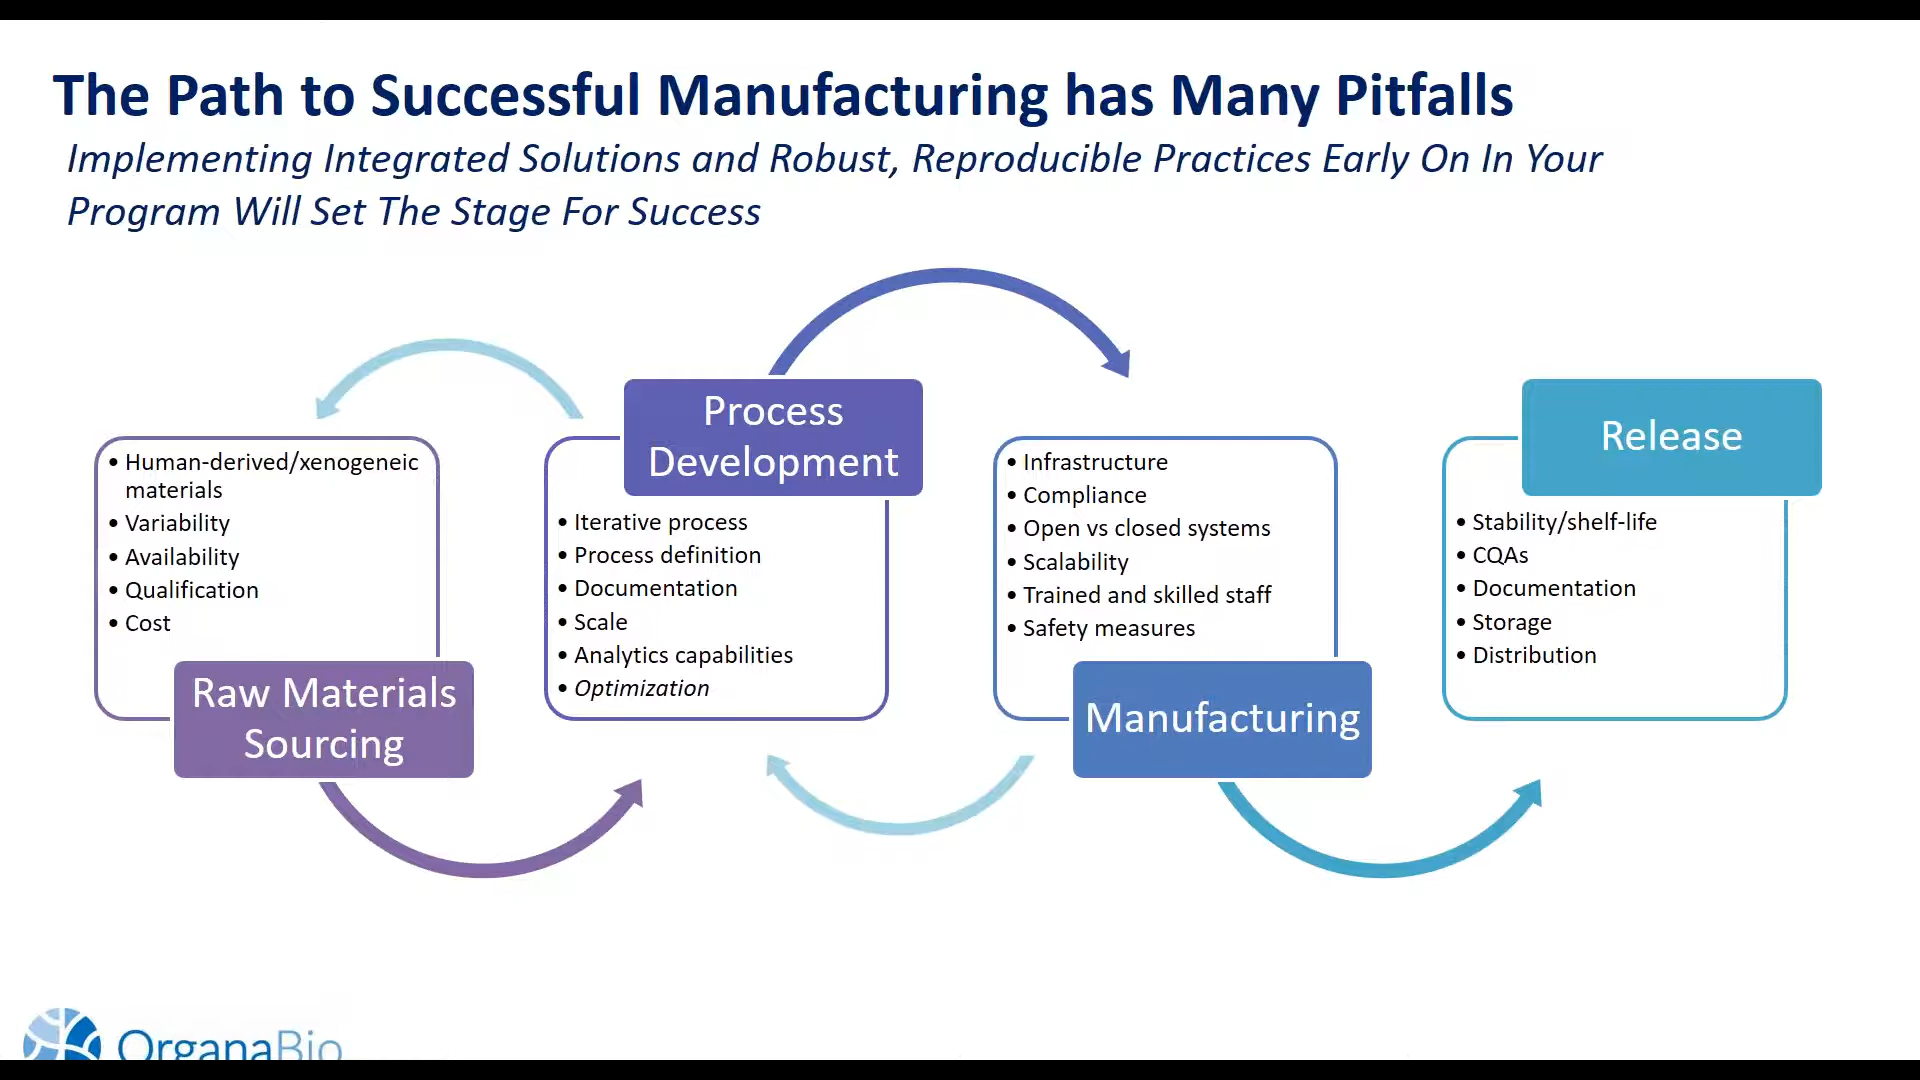 The Path to Successful Manufacturing has Many Pitfalls
Implementing Integrated Solutions and Robust, Reproducible Practices Early On In Your
Program Will Set The Stage For Success
• Human-derived/xenogeneic
materials
• Variability
• Availability
• Qualification
• Cost
Raw Materials
Sourcing
Process
Development
• Iterative process
• Process definition
• Documentation
• Scale
• Analytics capabilities
• Optimization
• Infrastructure
• Compliance
• Open vs closed systems
• Scalability
• Trained and skilled staff
• Safety measures
Manufacturing
Release
• Stability/shelf-life
• CQAs
• Documentation
• Storage
• Distribution
OrganaBio